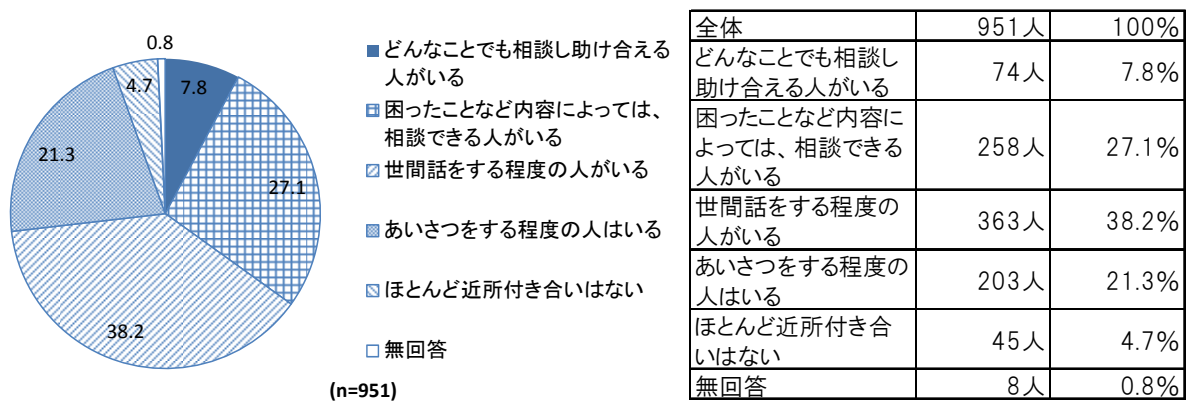 0.8
4.7
7.8
21.3
27.1
38.2
どんなことでも相談し助け合える
人がいる
困ったことなど内容によっては、
相談できる人がいる
世間話をする程度の人がいる
あいさつをする程度の人はいる
ほとんど近所付き合いはない
無回答
(n=951)
全体 951人 100%
どんなことでも相談し
助け合える人がいる 74人 7.8%
困ったことなど内容に
よっては、相談できる 258人 27.1%
人がいる
世間話をする程度の
人がいる 363人 38.2%
あいさつをする程度の
人はいる 203人 21.3%
ほとんど近所付き合
いはない 45人 4.7%
無回答 8人 0.8%